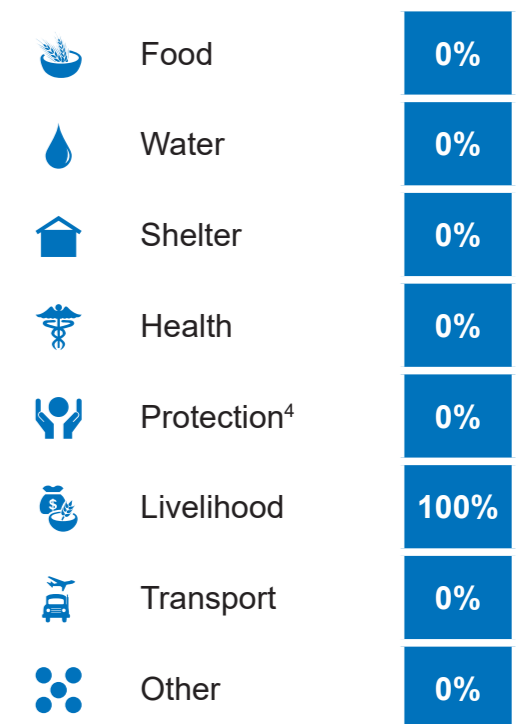 Food 0%
Water 0%
Shelter 0%
Health 0%
Protection⁴ 0%
$ Livelihood 100%
Transport 0%
Other 0%